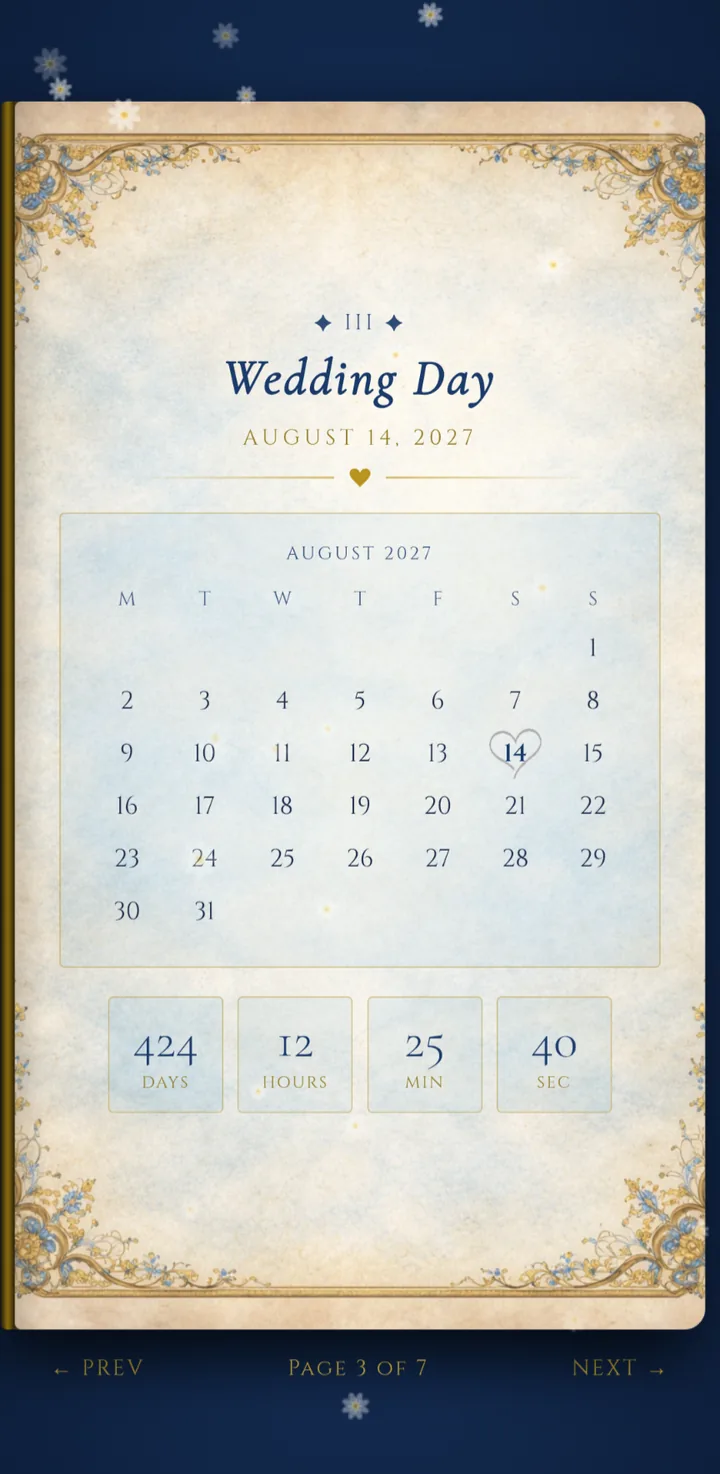 ✦ III ✦
Wedding Day
AUGUST 14, 2027
AUGUST 2027
M T W T F S S
1
2 3 4 5 6 7 8
9 10 11 12 13 14 15
16 17 18 19 20 21 22
23 24 25 26 27 28 29
30 31
424 12 25 40
DAYS HOURS MIN SEC
← PREV PAGE 3 OF 7 NEXT →